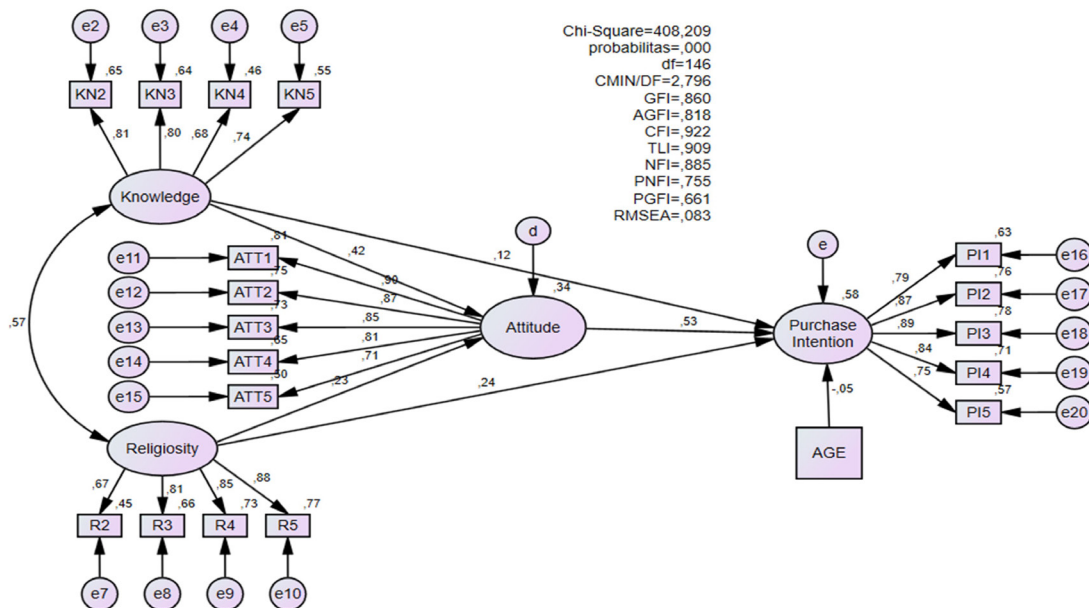 e2
e3
e4
e5
,65
,64
,46
,55
KN2
KN3
KN4
KN5
,81
,80
,68
,74
Knowledge
Chi-Square=408,209
probabilitas=,000
df=146
CMIN/DF=2,796
GFI=,860
AGFI=,818
CFI=,922
TLI=,909
NFI=,885
PNFI=,755
PGFI=,661
RMSEA=,083
,57
e11
e12
e13
e14
e15
,81
ATT1
,75
ATT2
,73
ATT3
,65
ATT4
,50
ATT5
,90
,87
,85
,81
,71
,42
,12
,23
,24
d
,34
Attitude
,53
e
,58
Purchase
Intention
-,05
AGE
,79
,87
,89
,84
,75
,63
PI1
,76
PI2
,78
PI3
,71
PI4
,57
PI5
e16
e17
e18
e19
e20
Religiosity
,67
,81
,85
,88
,45
,66
,73
,77
R2
R3
R4
R5
e7
e8
e9
e10